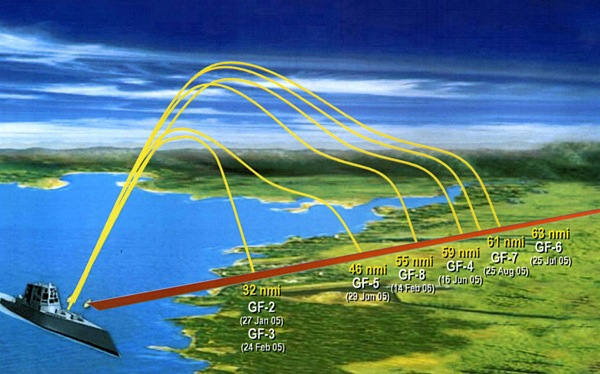 32 nmi
GF-2
(27 Jan 05)
GF-3
(24 Feb 05)
46 nmi
GF-5
(29 Jun 05)
55 nmi
GF-8
(14 Feb 05)
59 nmi
GF-4
(16 Jun 05)
61 nmi
GF-7
(25 Aug 05)
63 nmi
GF-6
(25 Jul 05)